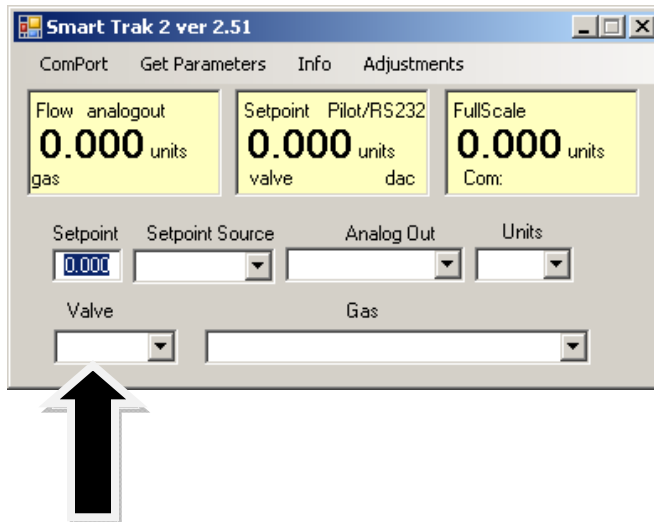 Smart Trak 2 ver 2.51
ComPort Get Parameters Info Adjustments
Flow analogout Setpoint Pilot/RS232 FullScale
0.000 units 0.000 units 0.000 units
gas valve dac Com:
Setpoint Setpoint Source Analog Out Units
0.000
Valve Gas